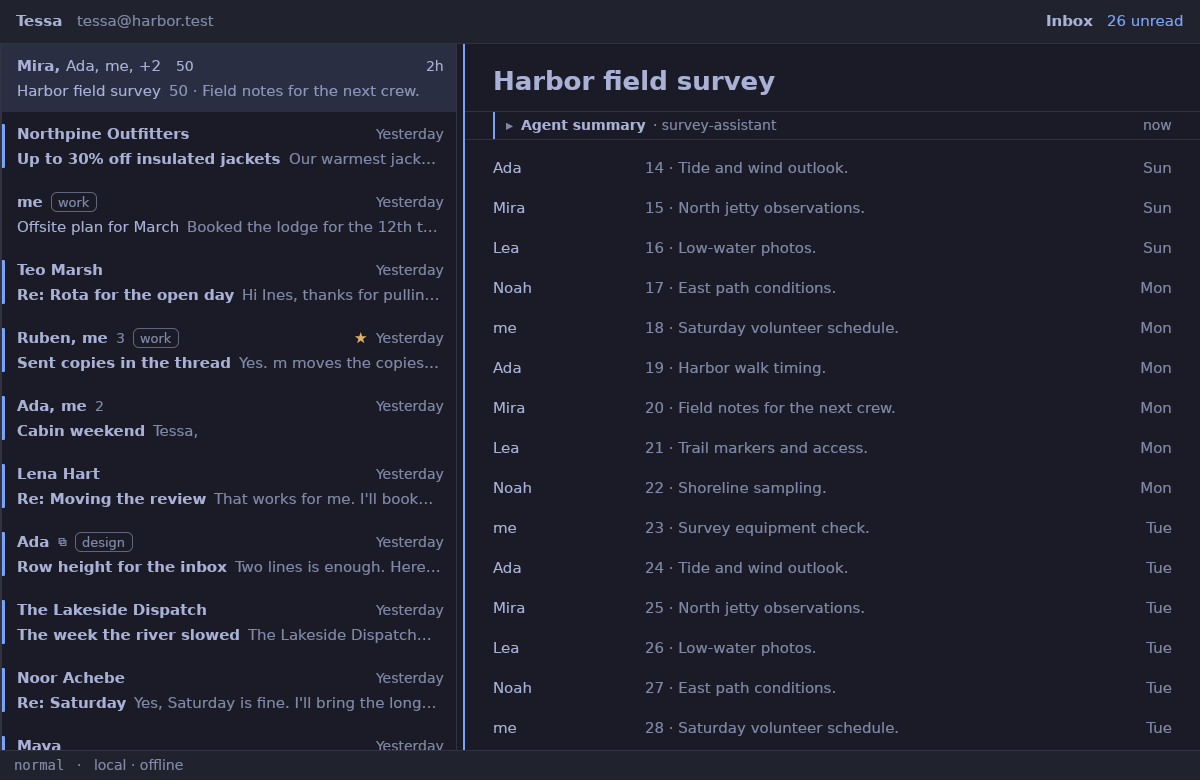 Tessa tessa@harbor.test Inbox 26 unread
Mira, Ada, me, +2 50 2h
Harbor field survey 50 · Field notes for the next crew.
Northpine Outfitters Yesterday
Up to 30% off insulated jackets Our warmest jack…
me work Yesterday
Offsite plan for March Booked the lodge for the 12th t…
Teo Marsh Yesterday
Re: Rota for the open day Hi Ines, thanks for pullin…
Ruben, me 3 work ★ Yesterday
Sent copies in the thread Yes. m moves the copies…
Ada, me 2 Yesterday
Cabin weekend Tessa,
Lena Hart Yesterday
Re: Moving the review That works for me. I'll book…
Ada design Yesterday
Row height for the inbox Two lines is enough. Here…
The Lakeside Dispatch Yesterday
The week the river slowed The Lakeside Dispatch…
Noor Achebe Yesterday
Re: Saturday Yes, Saturday is fine. I'll bring the long…
Maya Yesterday
Harbor field survey
▸ Agent summary · survey-assistant now
Ada 14 · Tide and wind outlook. Sun
Mira 15 · North jetty observations. Sun
Lea 16 · Low-water photos. Sun
Noah 17 · East path conditions. Mon
me 18 · Saturday volunteer schedule. Mon
Ada 19 · Harbor walk timing. Mon
Mira 20 · Field notes for the next crew. Mon
Lea 21 · Trail markers and access. Mon
Noah 22 · Shoreline sampling. Mon
me 23 · Survey equipment check. Tue
Ada 24 · Tide and wind outlook. Tue
Mira 25 · North jetty observations. Tue
Lea 26 · Low-water photos. Tue
Noah 27 · East path conditions. Tue
me 28 · Saturday volunteer schedule. Tue
normal · local · offline